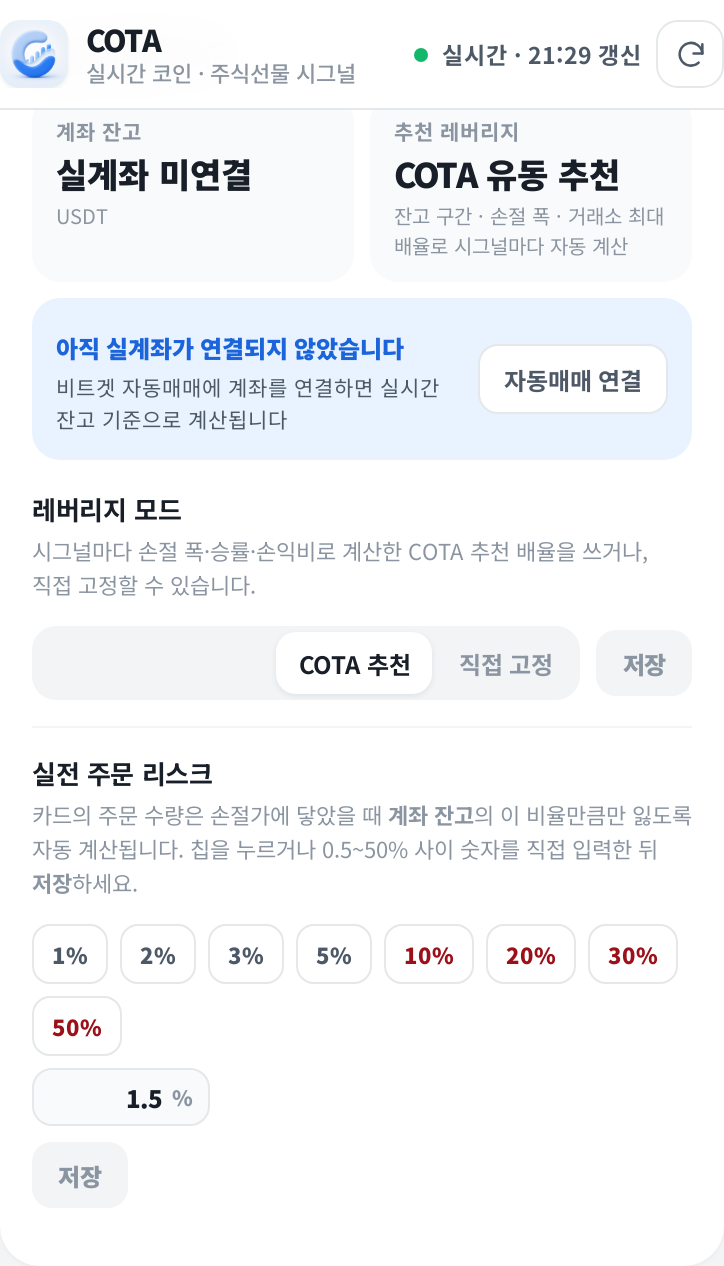 COTA
실시간 코인 · 주식선물 시그널
실시간 · 21:29 갱신
계좌 잔고
실계좌 미연결
USDT
추천 레버리지
COTA 유동 추천
잔고 구간 · 손절 폭 · 거래소 최대
배율로 시그널마다 자동 계산
아직 실계좌가 연결되지 않았습니다
비트겟 자동매매에 계좌를 연결하면 실시간
잔고 기준으로 계산됩니다
자동매매 연결
레버리지 모드
시그널마다 손절 폭·승률·손익비로 계산한 COTA 추천 배율을 쓰거나,
직접 고정할 수 있습니다.
COTA 추천
직접 고정
저장
실전 주문 리스크
카드의 주문 수량은 손절가에 닿았을 때 계좌 잔고의 이 비율만큼만 잃도록
자동 계산됩니다. 칩을 누르거나 0.5~50% 사이 숫자를 직접 입력한 뒤
저장하세요.
1%
2%
3%
5%
10%
20%
30%
50%
1.5 %
저장